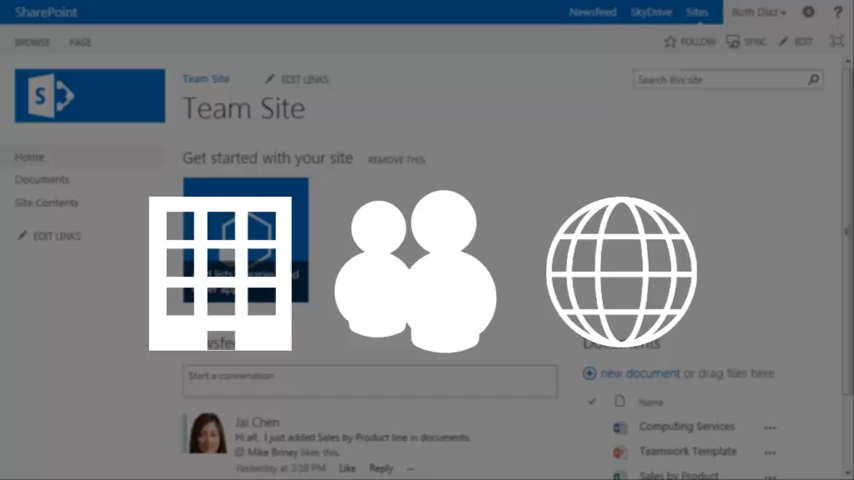 SharePoint
Newsfeed SkyDrive Sites Ruth Diaz
BROWSE PAGE
FOLLOW SYNC EDIT
S
Team Site EDIT LINKS
Search this site
Team Site
Home
Documents
Site Contents
EDIT LINKS
Get started with your site REMOVE THIS
Documents
Start a conversation
new document or drag files here
Name
Jai Chen
Hi all, I just added Sales by Product line in documents.
@ Mike Briney likes this.
Yesterday at 3:18 PM Like Reply ...
Computing Services ...
Teamwork Template ...
Sales by Product ...